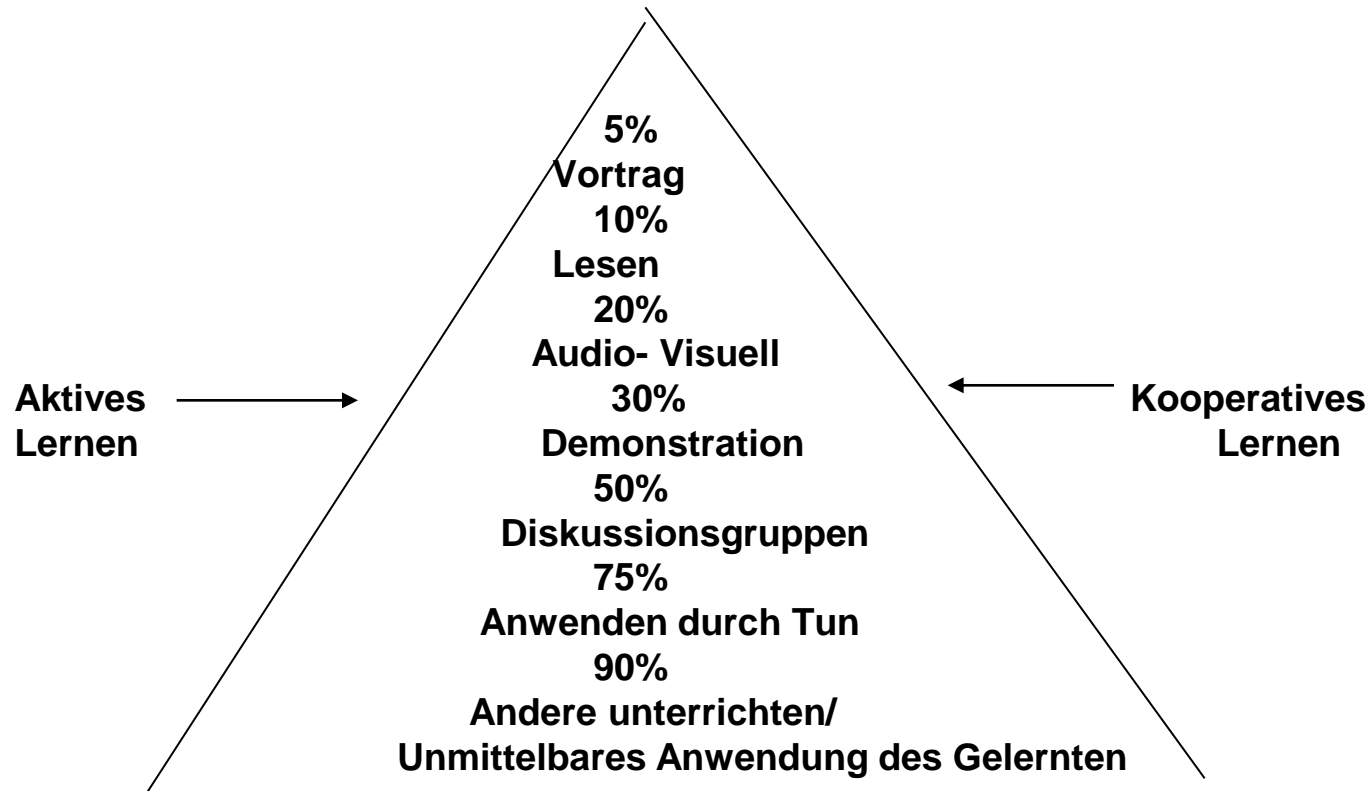 5%
Vortrag
10%
Lesen
20%
Audio- Visuell
30%
Demonstration
50%
Diskussionsgruppen
75%
Anwenden durch Tun
90%
Andere unterrichten/
Unmittelbares Anwendung des Gelernten
Aktives
Lernen
Kooperatives
Lernen